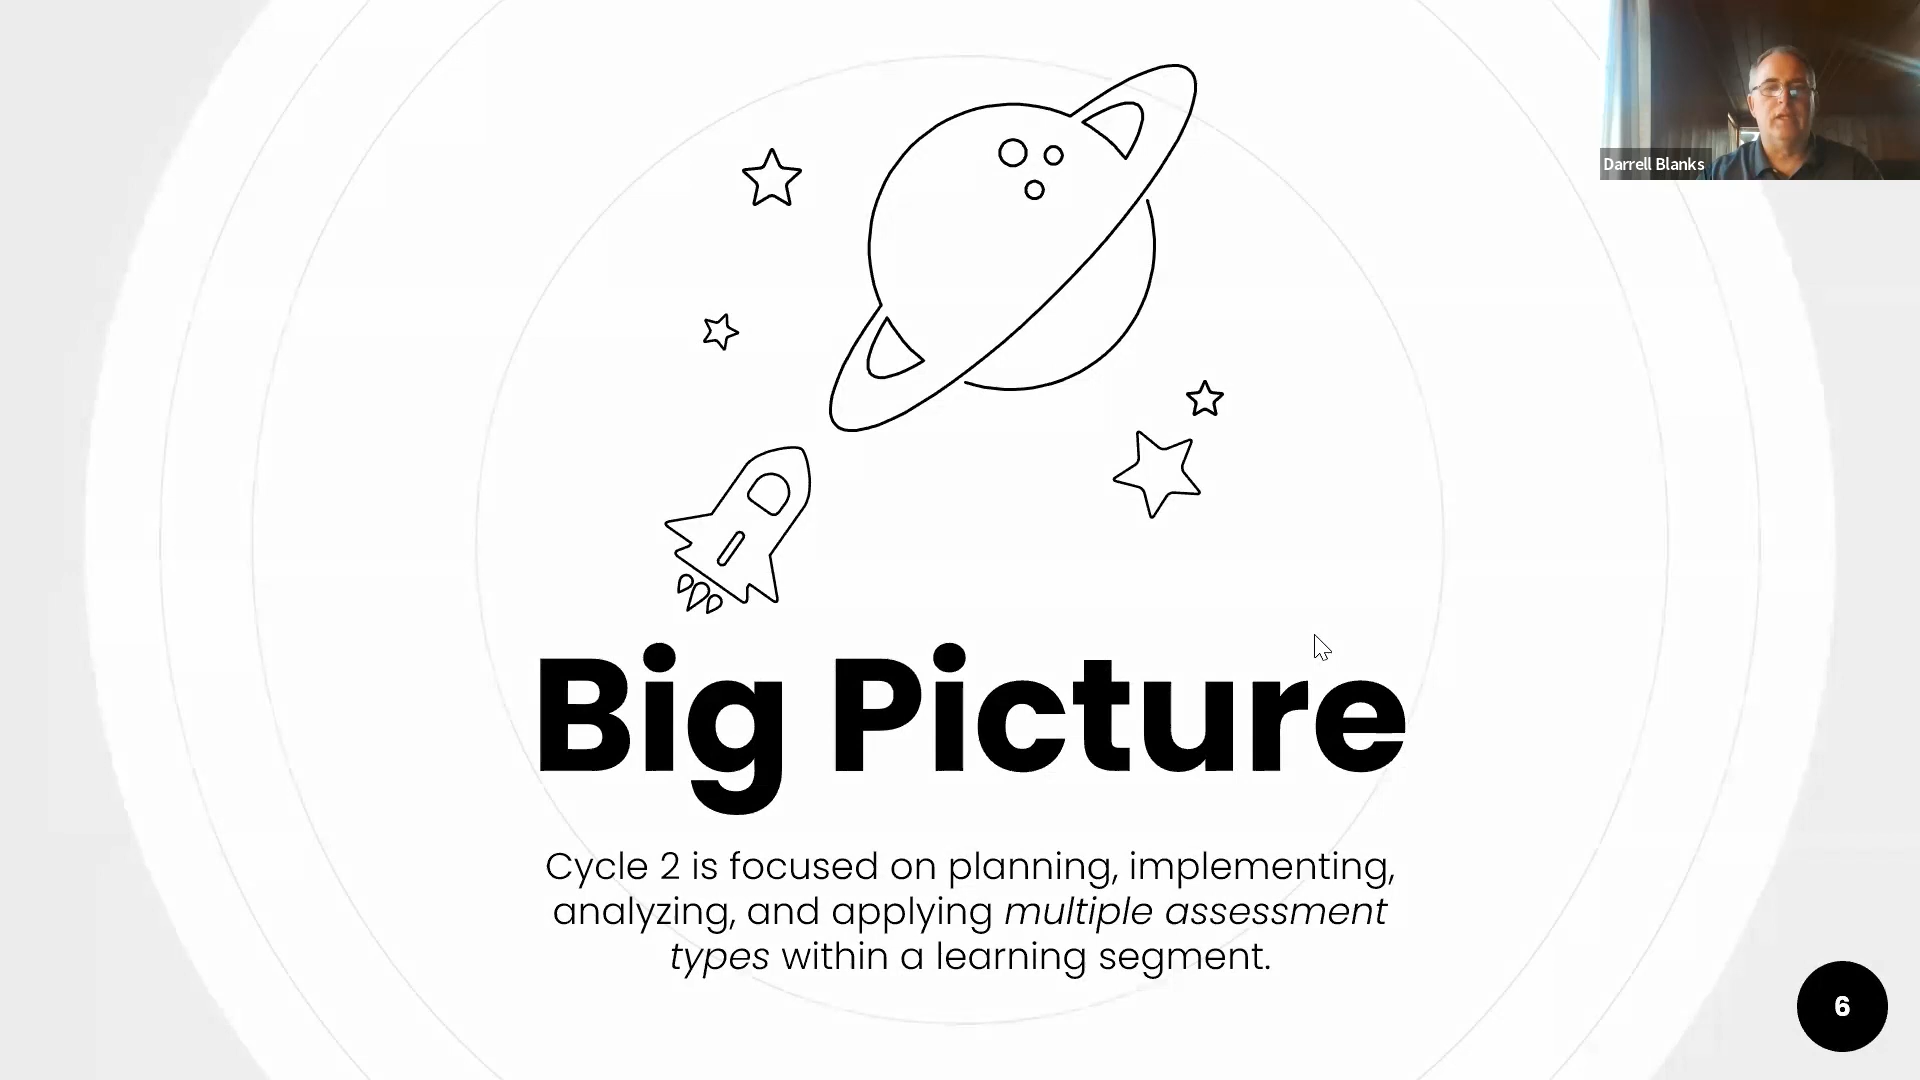 Darrell Blanks
Big Picture
Cycle 2 is focused on planning, implementing,
analyzing, and applying multiple assessment
types within a learning segment.
6